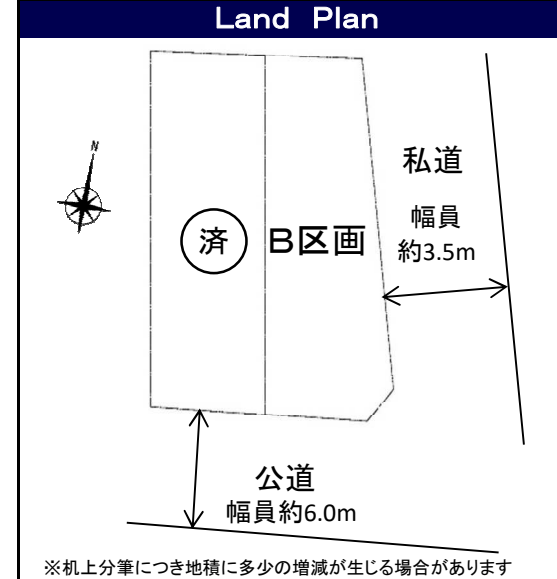 Land Plan
N
私道
幅員
約3.5m
済
B区画
公道
幅員約6.0m
※机上分筆につき地積に多少の増減が生じる場合があります